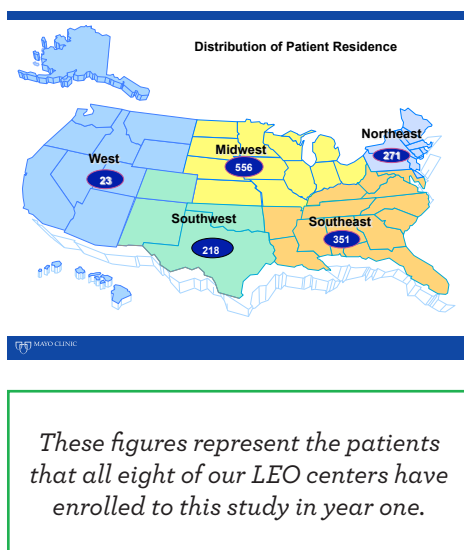 Distribution of Patient Residence
Northeast
271
Midwest
556
West
23
Southwest
218
Southeast
351
MAYO CLINIC
These figures represent the patients
that all eight of our LEO centers have
enrolled to this study in year one.